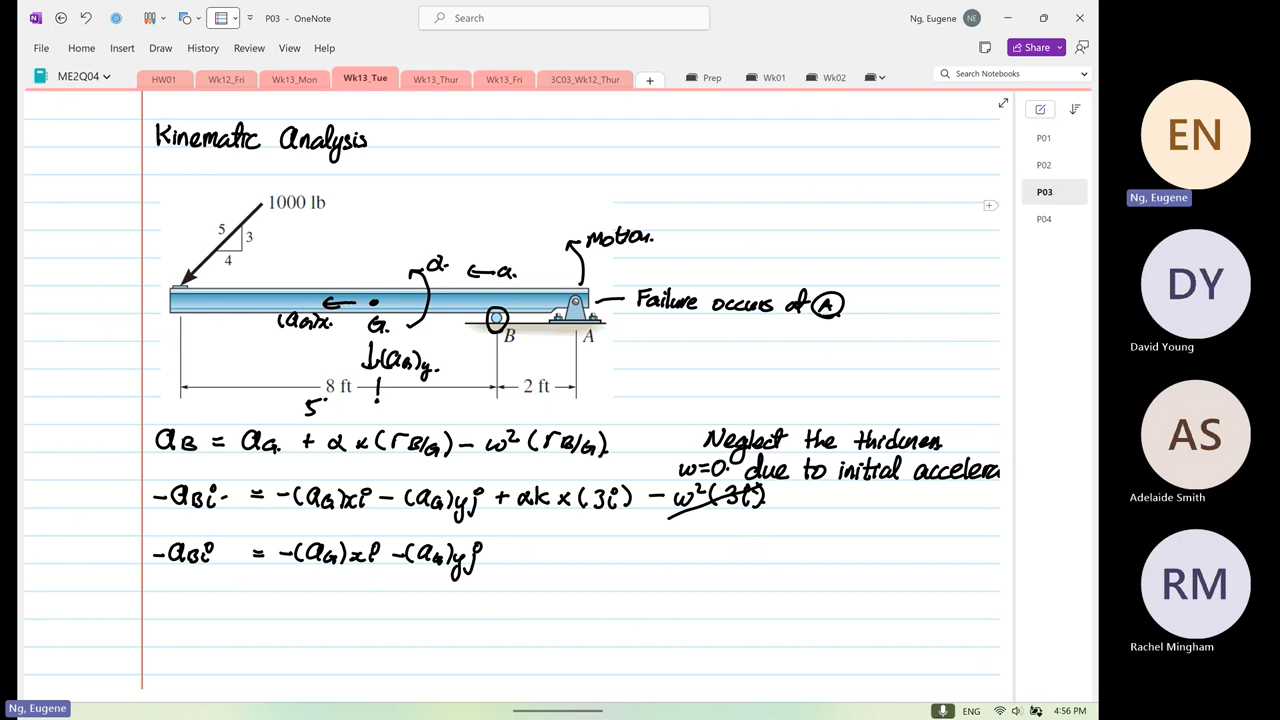 P03 - OneNote
Search
Ng, Eugene
NE
File
Home
Insert
Draw
History
Review
View
Help
Share
ME2Q04
HW01
Wk12_Fri
Wk13_Mon
Wk13_Tue
Wk13_Thur
Wk13_Fri
3C03_Wk12_Thur
Prep
Wk01
Wk02
Search Notebooks
Kinematic Analysis
1000 lb
5
3
4
α.
←a.
Motion.
Failure occurs at A
(aG)x.
G.
B
A
↓(aG)y.
8 ft
2 ft
5'
aB = aG + α × (rB/G) - ω²(rB/G)
Neglect the thickness
ω=0. due to initial accelera
-aBi = -(aG)xi - (aG)yj + αk × (3i) - ω²(3i)
-aBi = -(aG)xi -(aG)yj
P01
P02
P03
P04
EN
Ng, Eugene
DY
David Young
AS
Adelaide Smith
RM
Rachel Mingham
Ng, Eugene
ENG
4:56 PM